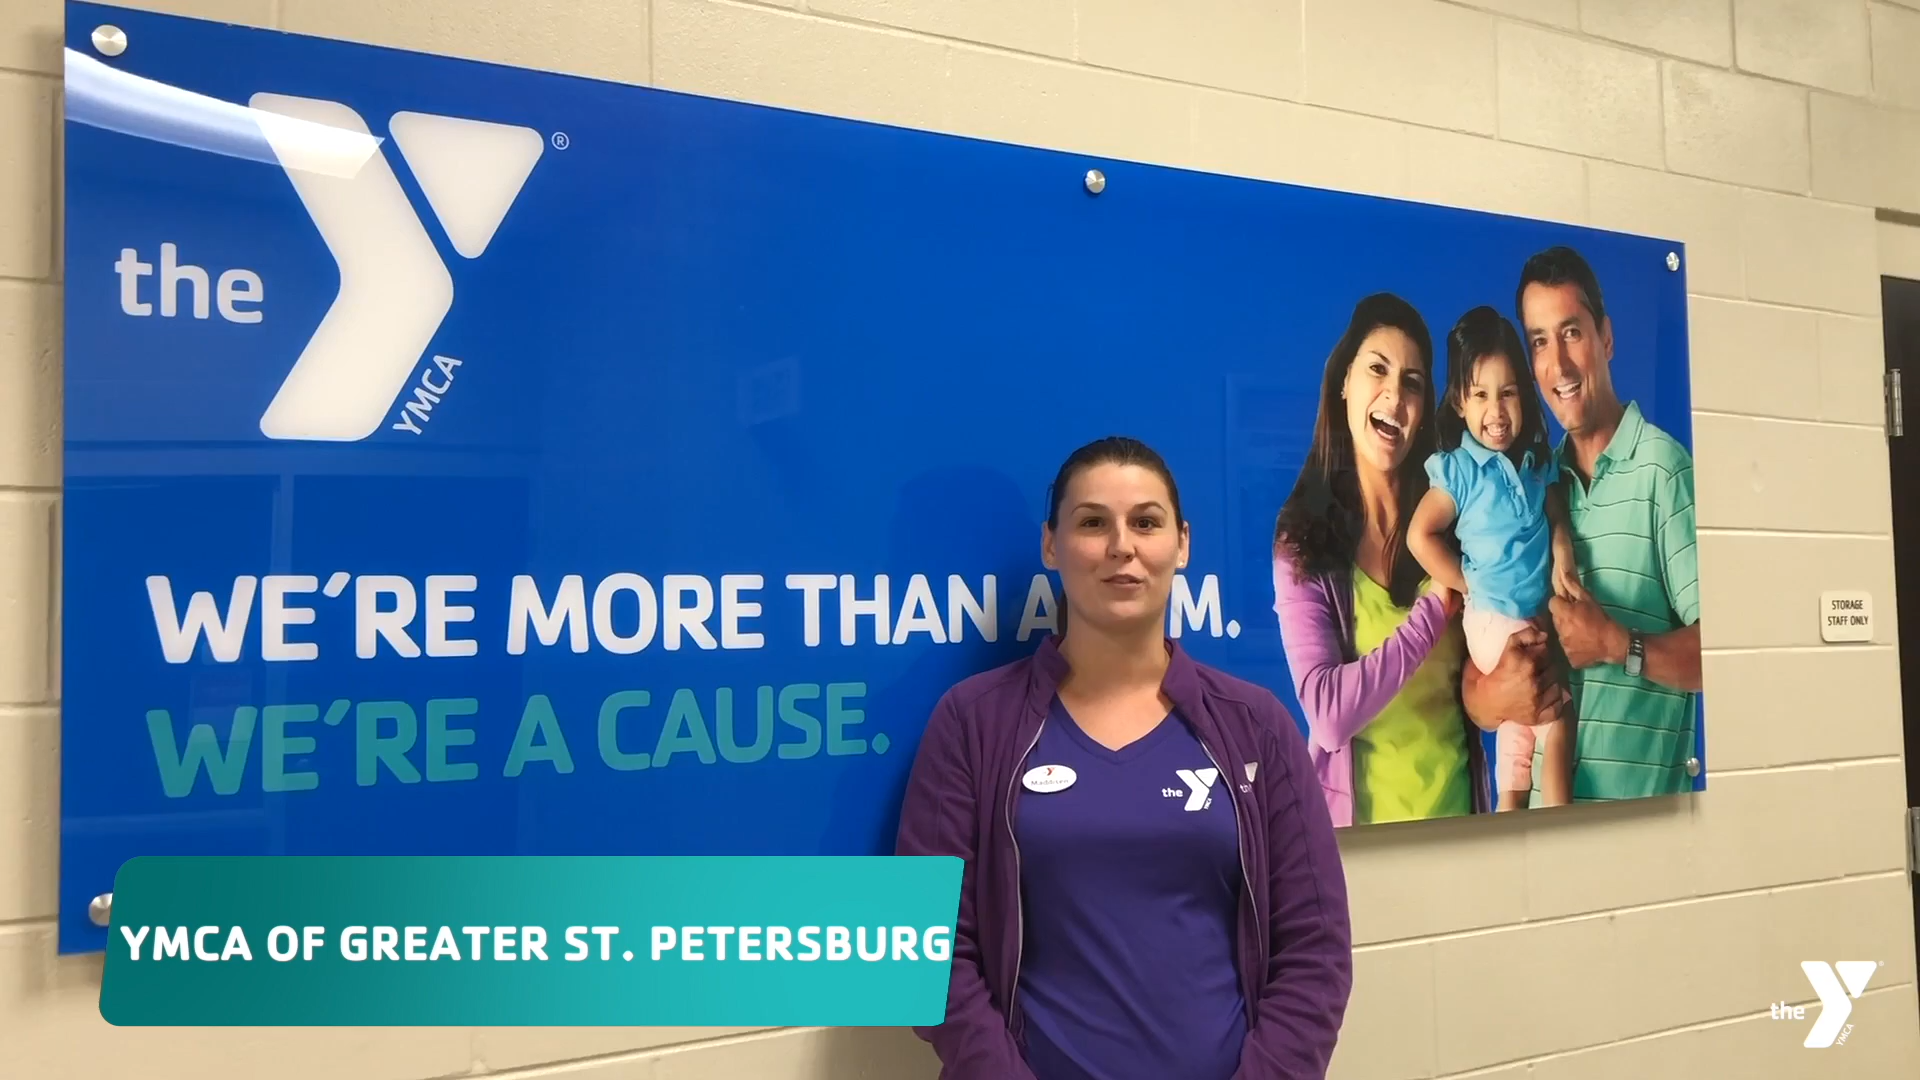 the
YMCA
®
WE'RE MORE THAN A M.
WE'RE A CAUSE.
STORAGE
STAFF ONLY
the
YMCA
YMCA OF GREATER ST. PETERSBURG
the
YMCA